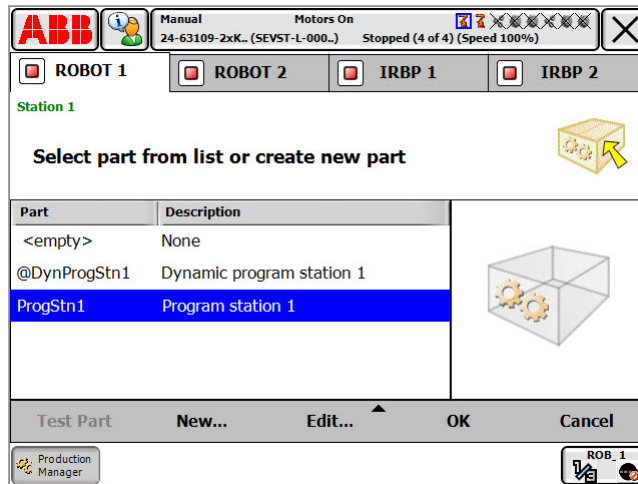 ABB
Manual Motors On
24-63109-2xK.. (SEVST-L-000..) Stopped (4 of 4) (Speed 100%)
ROBOT 1 ROBOT 2 IRBP 1 IRBP 2
Station 1
Select part from list or create new part
Part Description
<empty> None
@DynProgStn1 Dynamic program station 1
ProgStn1 Program station 1
Test Part New... Edit... OK Cancel
Production
Manager
ROB_1